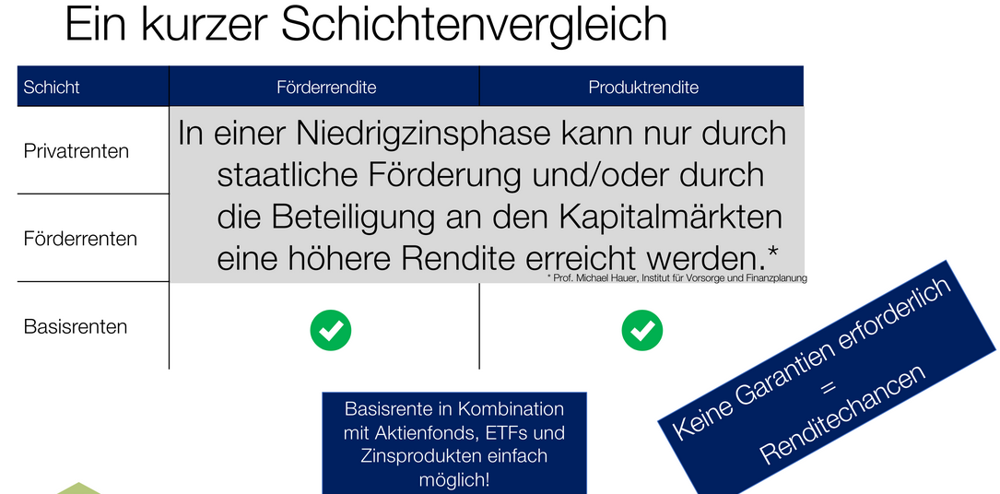 Ein kurzer Schichtenvergleich
Schicht
Förderrendite
Produktrendite
Privatrenten
In einer Niedrigzinsphase kann nur durch
staatliche Förderung und/oder durch
die Beteiligung an den Kapitalmärkten
eine höhere Rendite erreicht werden.*
* Prof. Michael Hauer, Institut für Vorsorge und Finanzplanung
Förderrenten
Basisrenten
Keine Garantien erforderlich
=
Renditechancen
Basisrente in Kombination
mit Aktienfonds, ETFs und
Zinsprodukten einfach
möglich!